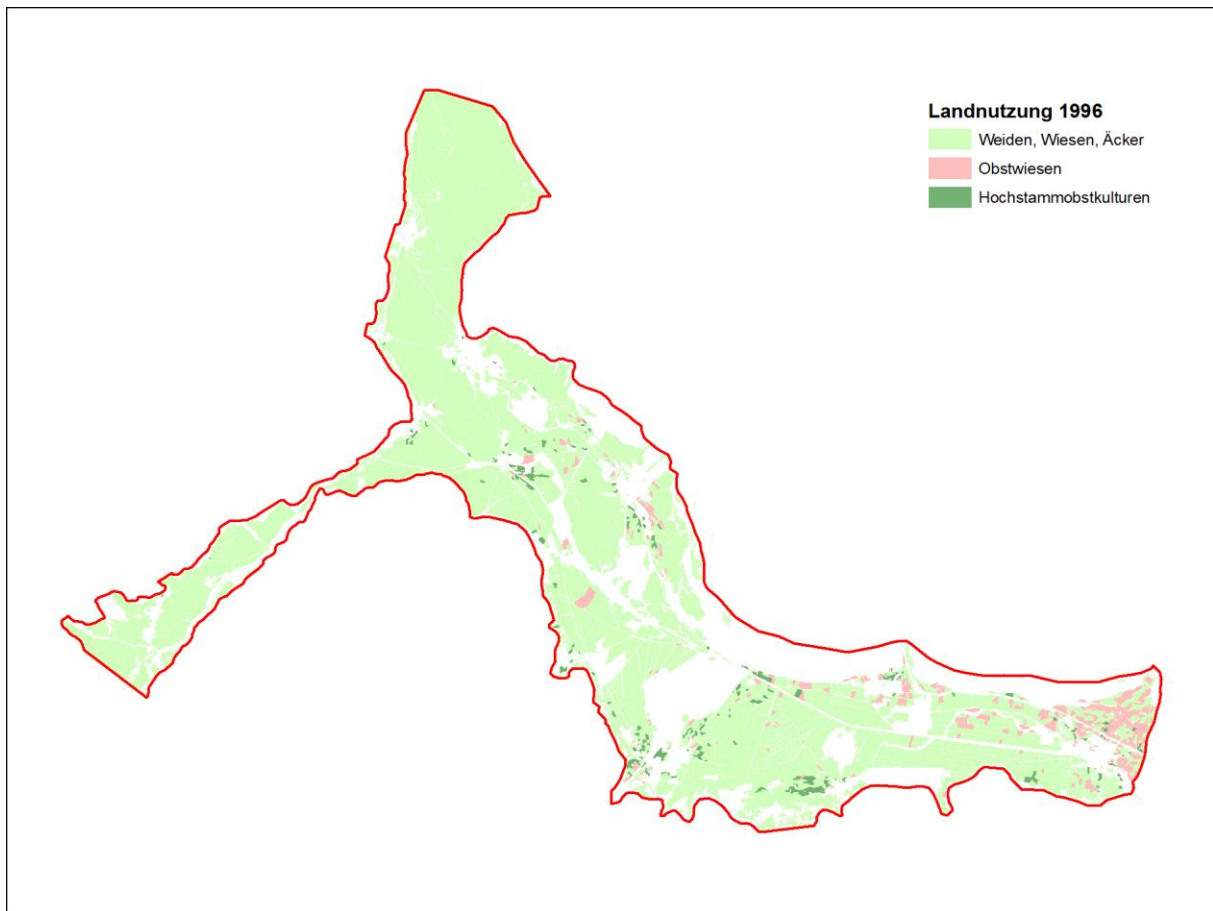 Landnutzung 1996
Weiden, Wiesen, Äcker
Obstwiesen
Hochstammobstkulturen